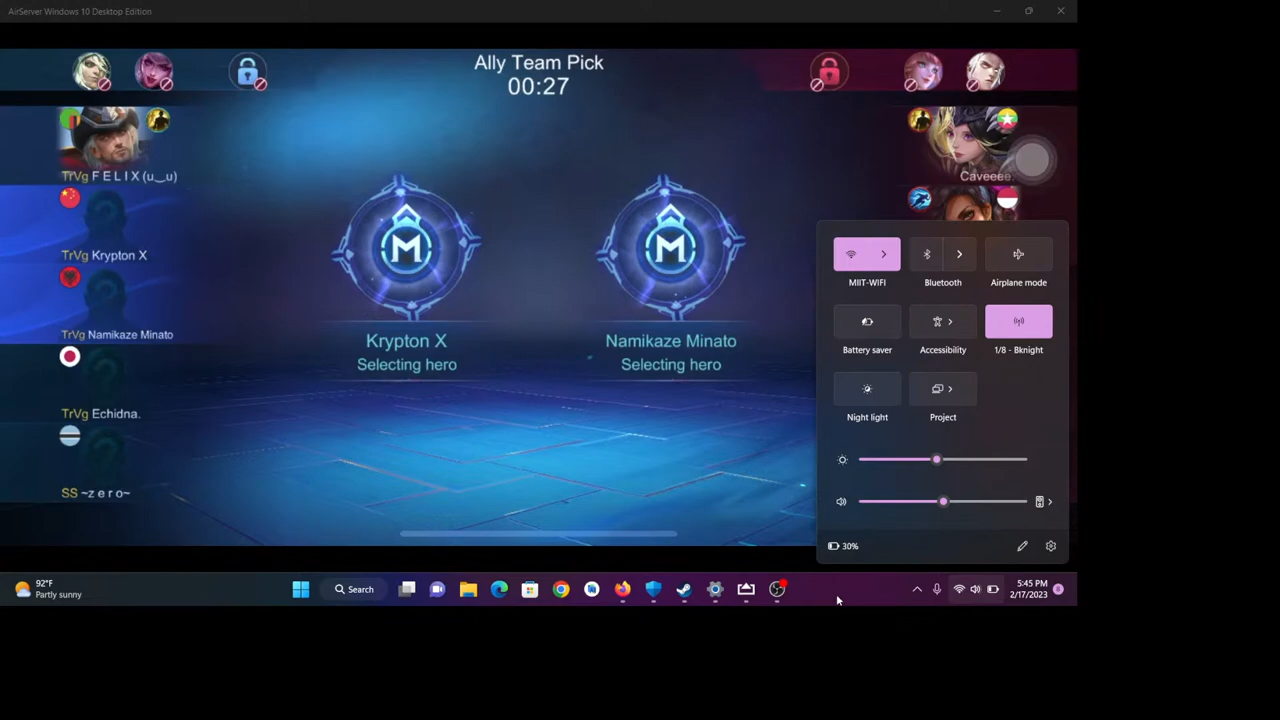 AirServer Windows 10 Desktop Edition
Ally Team Pick
00:27
TrVg F E L I X (u‿u)
Caveeee.
TrVg Krypton X
TrVg Namikaze Minato
TrVg Echidna.
SS ~z e r o~
Krypton X
Selecting hero
Namikaze Minato
Selecting hero
MIIT-WIFI
Bluetooth
Airplane mode
Battery saver
Accessibility
1/8 - Bknight
Night light
Project
30%
92°F
Partly sunny
Search
5:45 PM
2/17/2023
8